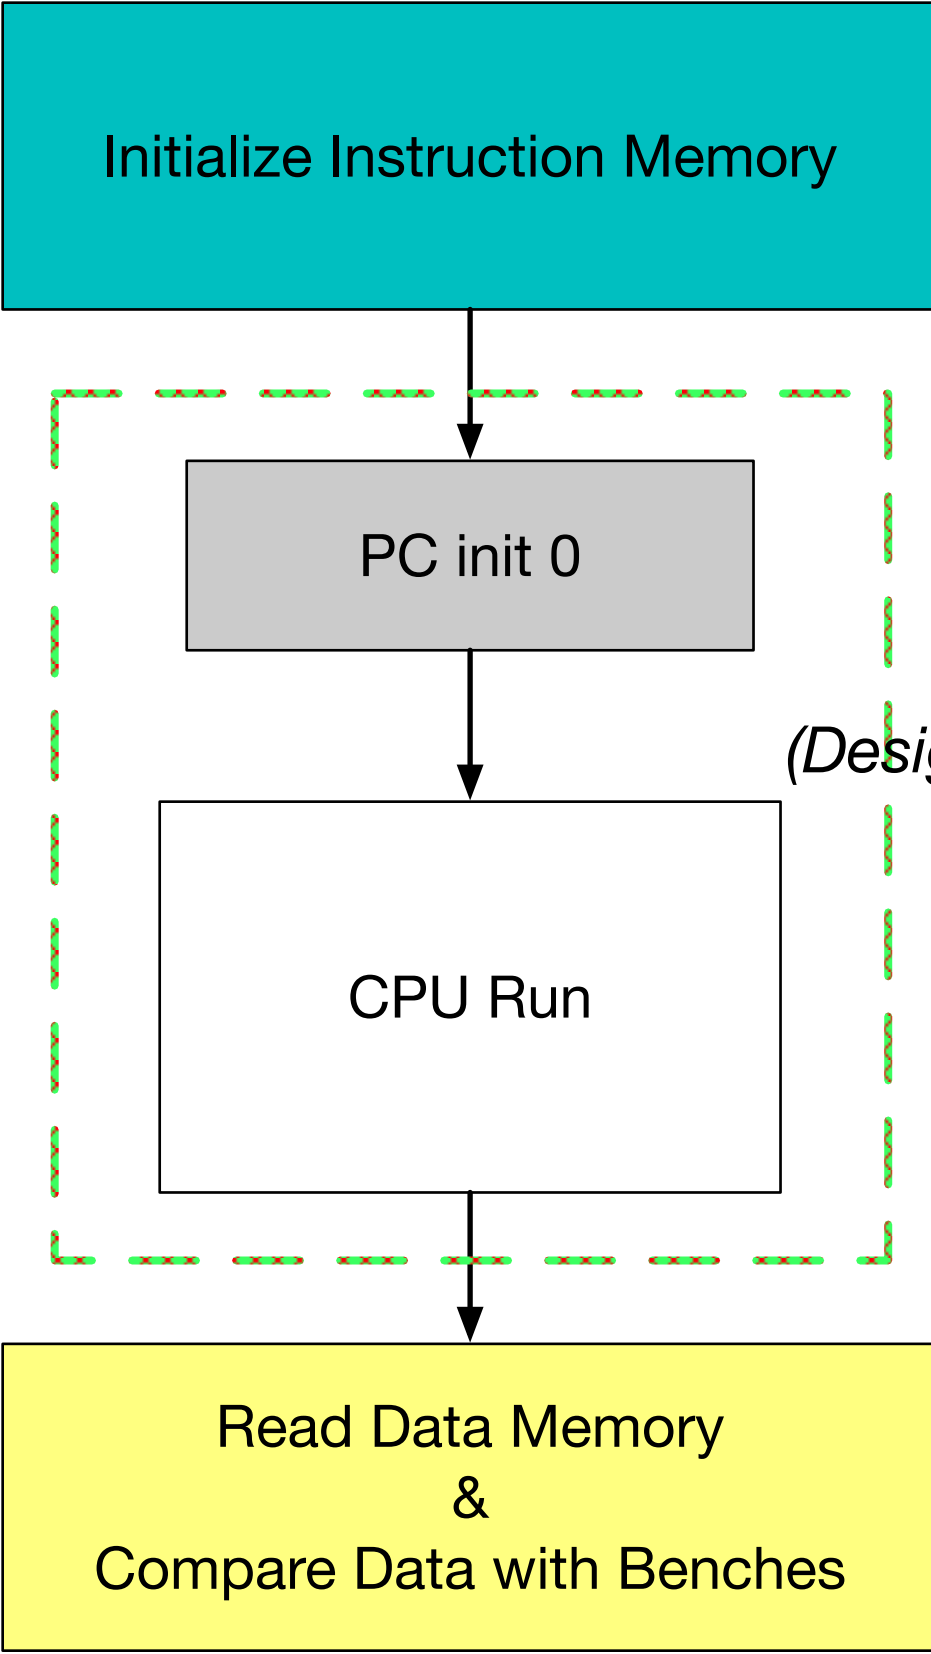 Initialize Instruction Memory
PC init 0
CPU Run
Read Data Memory
&
Compare Data with Benches